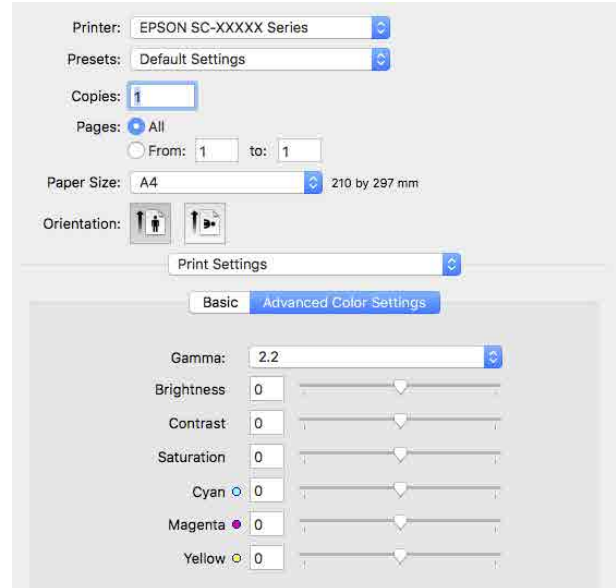 Printer: EPSON SC-XXXXX Series
Presets: Default Settings
Copies: 1
Pages: All
From: 1 to: 1
Paper Size: A4 210 by 297 mm
Orientation:
Print Settings
Basic Advanced Color Settings
Gamma: 2.2
Brightness 0
Contrast 0
Saturation 0
Cyan 0
Magenta 0
Yellow 0